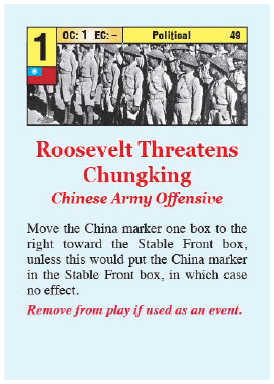 1
OC: 1 EC: –
Political
49
Roosevelt Threatens
Chungking
Chinese Army Offensive
Move the China marker one box to the
right toward the Stable Front box,
unless this would put the China marker
in the Stable Front box, in which case
no effect.
Remove from play if used as an event.